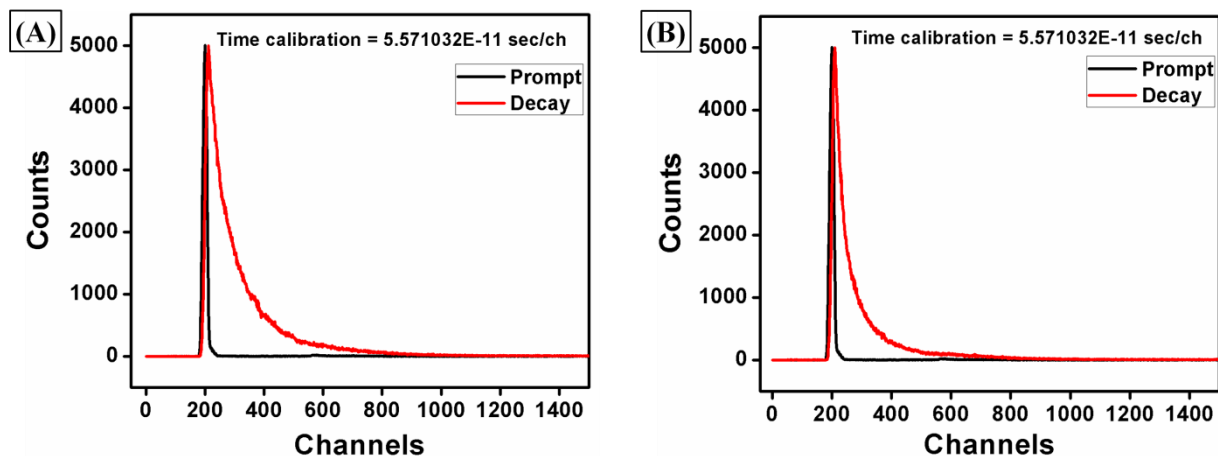 (A)
Time calibration = 5.571032E-11 sec/ch
Prompt
Decay
Counts
5000
4000
3000
2000
1000
0
0 200 400 600 800 1000 1200 1400
Channels
(B)
Time calibration = 5.571032E-11 sec/ch
Prompt
Decay
Counts
5000
4000
3000
2000
1000
0
0 200 400 600 800 1000 1200 1400
Channels